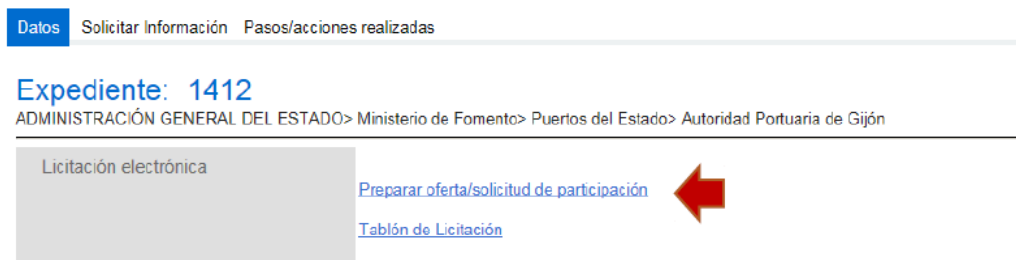 Datos Solicitar Información Pasos/acciones realizadas
Expediente: 1412
ADMINISTRACIÓN GENERAL DEL ESTADO> Ministerio de Fomento> Puertos del Estado> Autoridad Portuaria de Gijón
Licitación electrónica
Preparar oferta/solicitud de participación
Tablón de Licitación